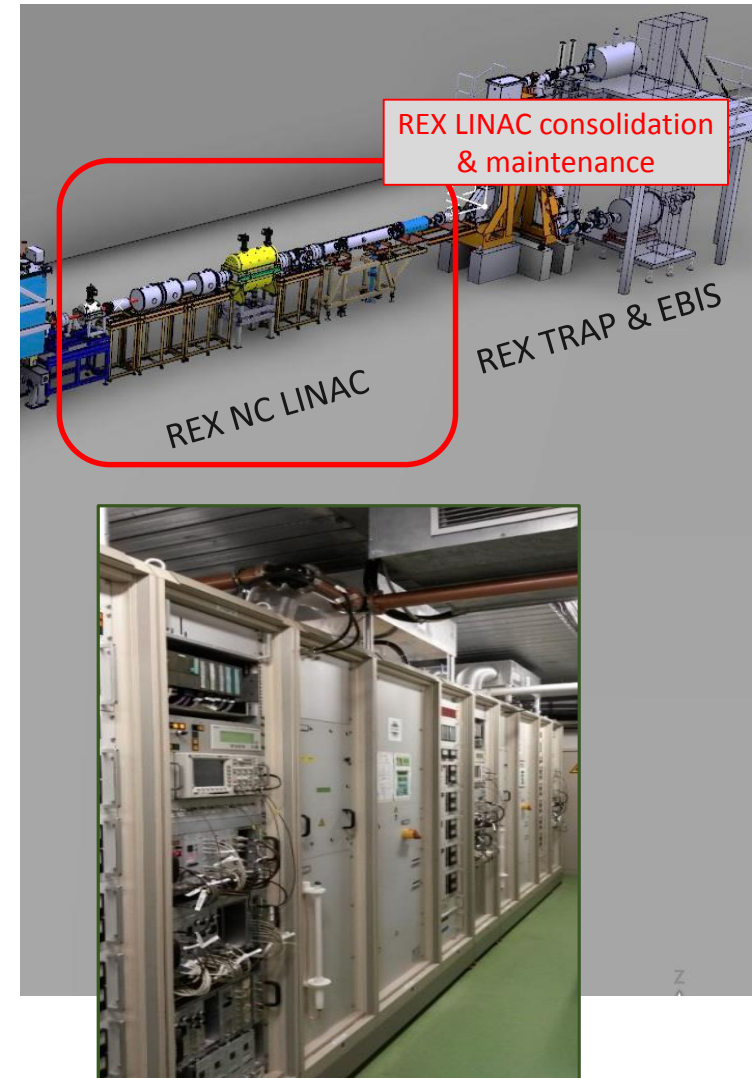 REX LINAC consolidation
& maintenance
REX TRAP & EBIS
REX NC LINAC
Z